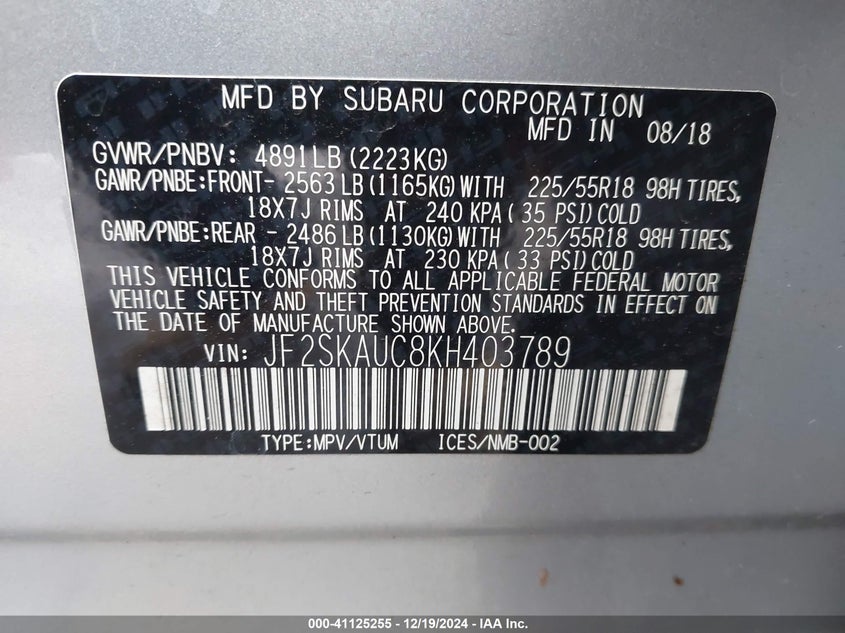 MFD BY SUBARU CORPORATION
MFD IN 08/18
GVWR/PNBV: 4891LB (2223KG)
GAWR/PNBE:FRONT- 2563 LB (1165KG) WITH 225/55R18 98H TIRES,
18X7J RIMS AT 240 KPA ( 35 PSI) COLD
GAWR/PNBE:REAR - 2486 LB (1130KG) WITH 225/55R18 98H TIRES,
18X7J RIMS AT 230 KPA ( 33 PSI) COLD
THIS VEHICLE CONFORMS TO ALL APPLICABLE FEDERAL MOTOR
VEHICLE SAFETY AND THEFT PREVENTION STANDARDS IN EFFECT ON
THE DATE OF MANUFACTURE SHOWN ABOVE.
VIN: JF2SKAUC8KH403789
TYPE:MPV/VTUM ICES/NMB-002
000-41125255 - 12/19/2024 - IAA Inc.